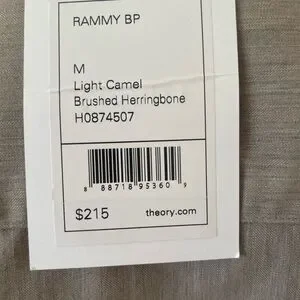 RAMMY BP
M
Light Camel
Brushed Herringbone
H0874507
8 88718 95360 9
$215 theory.com